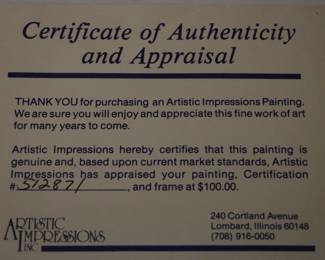 Certificate of Authenticity
and Appraisal
THANK YOU for purchasing an Artistic Impressions Painting.
We are sure you will enjoy and appreciate this fine work of art
for many years to come.
Artistic Impressions hereby certifies that this painting is
genuine and, based upon current market standards, Artistic
Impressions has appraised your painting, Certification
#: 512871, and frame at $100.00.
ARTISTIC
IMPRESSIONS
INC
240 Cortland Avenue
Lombard, Illinois 60148
(708) 916-0050